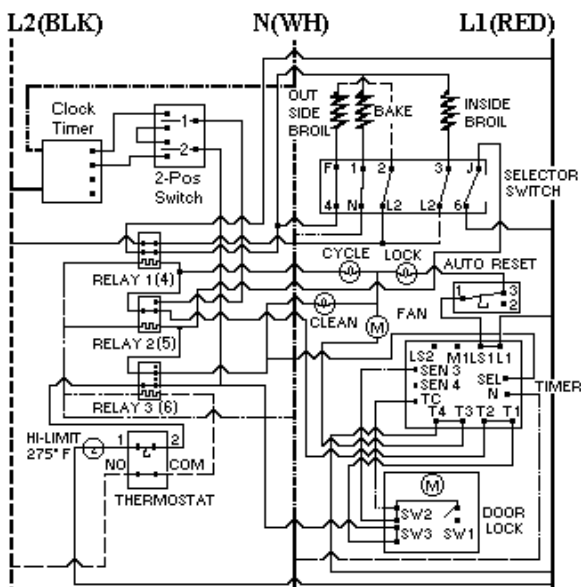 L2(BLK) N(WH) L1(RED)
Clock
Timer
1
2
2-Pos
Switch
OUT
SIDE
BROIL
BAKE
INSIDE
BROIL
F 1 2 3 J
4 N L2 L2 6
SELECTOR
SWITCH
RELAY 1 (4)
CYCLE LOCK
AUTO RESET
1 3
2
CLEAN
FAN
M
RELAY 2 (5)
LS2 M1 LS1 L1
SEN 3
SEN 4
TC
SEL
N
TIMER
T4 T3 T2 T1
RELAY 3 (6)
HI-LIMIT
275° F
1 2
NO COM
THERMOSTAT
M
SW2
SW3 SW1
DOOR
LOCK